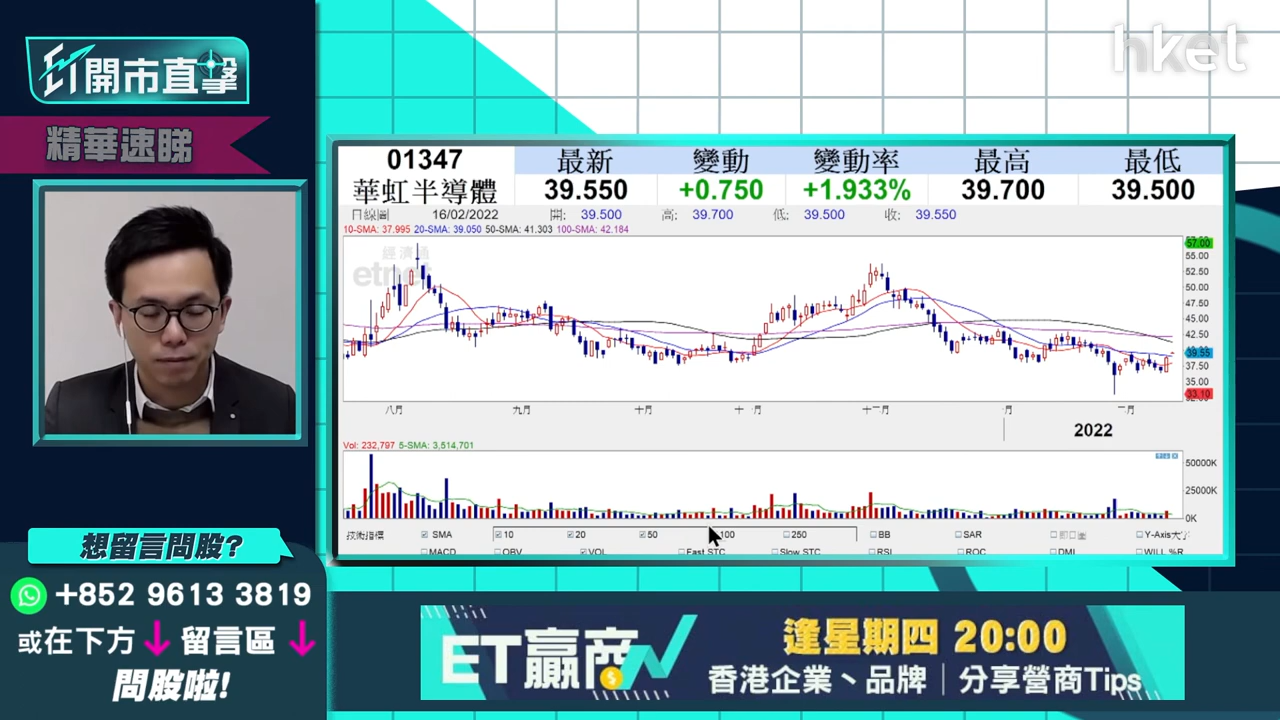 ET開市直擊
精華速睇
hket
01347 最新 變動 變動率 最高 最低
華虹半導體 39.550 +0.750 +1.933% 39.700 39.500
日線圖 16/02/2022 開: 39.500 高: 39.700 低: 39.500 收: 39.550
10-SMA: 37.995 20-SMA: 39.050 50-SMA: 41.303 100-SMA: 42.184
經濟通
etnet
57.00
55.00
52.50
50.00
47.50
45.00
42.50
39.55
37.50
35.00
33.10
八月 九月 十月 十一月 十二月 一月 二月
2022
Vol: 232,797 5-SMA: 3,514,701
50000K
25000K
0K
技術指標 SMA 10 20 50 100 250 BB SAR Y-Axis
MACD OBV VOL Fast STC Slow STC RSI ROC DMI WILL %R
想留言問股?
+852 9613 3819
或在下方 留言區
問股啦!
ET贏商
逢星期四 20:00
香港企業、品牌｜分享營商Tips